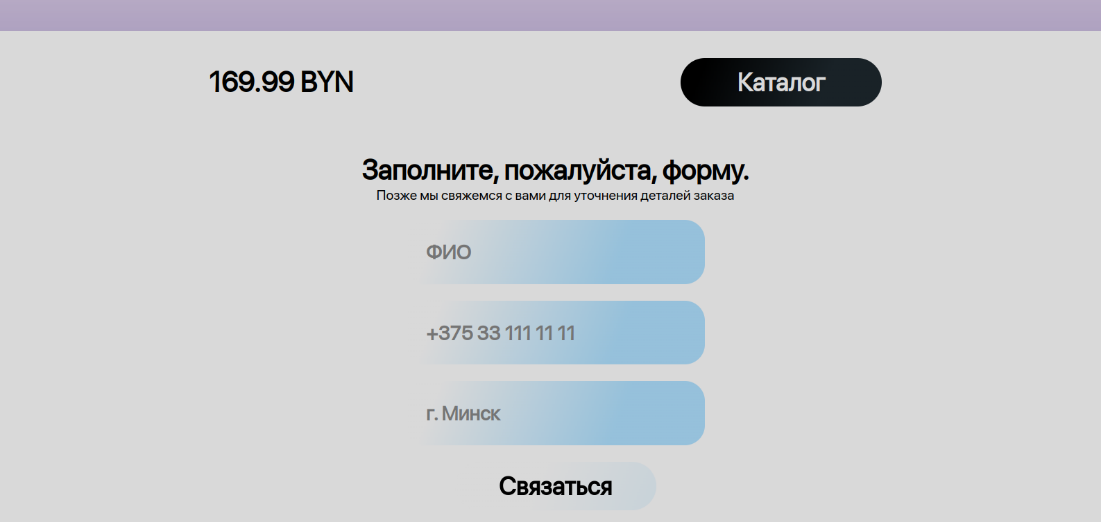 169.99 BYN
Каталог
Заполните, пожалуйста, форму.
Позже мы свяжемся с вами для уточнения деталей заказа
ФИО
+375 33 111 11 11
г. Минск
Связаться